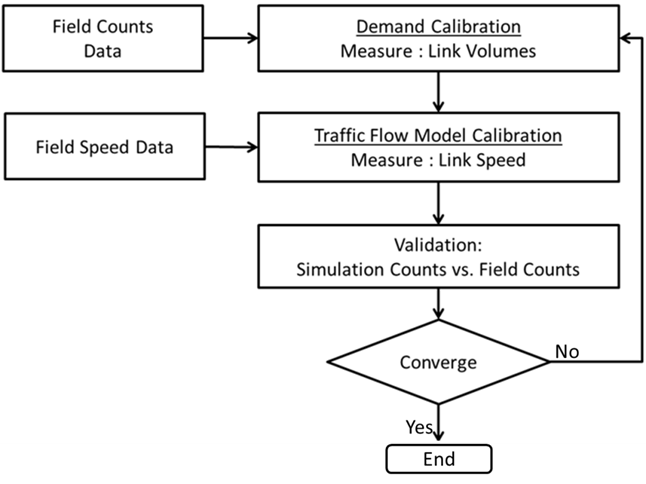 Field Counts
Data
Demand Calibration
Measure : Link Volumes
Field Speed Data
Traffic Flow Model Calibration
Measure : Link Speed
Validation:
Simulation Counts vs. Field Counts
Converge
No
Yes
End